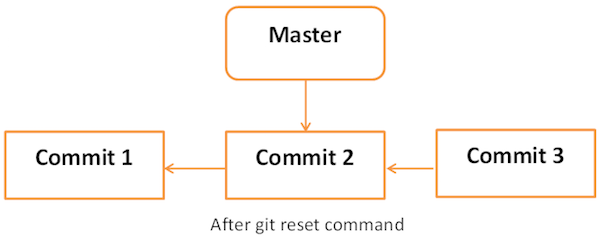 Master
Commit 1
Commit 2
Commit 3
After git reset command